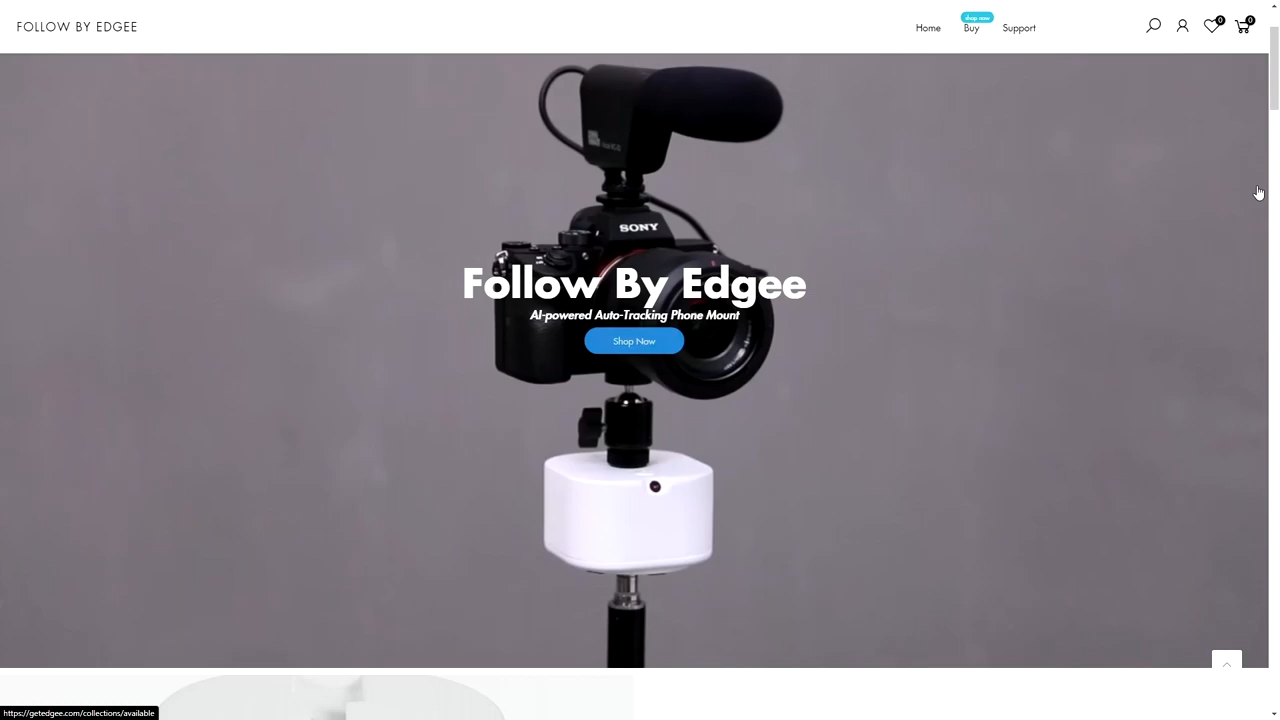 FOLLOW BY EDGEE
shop now
Home
Buy
Support
0
0
SONY
Follow By Edgee
AI-powered Auto-Tracking Phone Mount
Shop Now
https://getedgee.com/collections/available